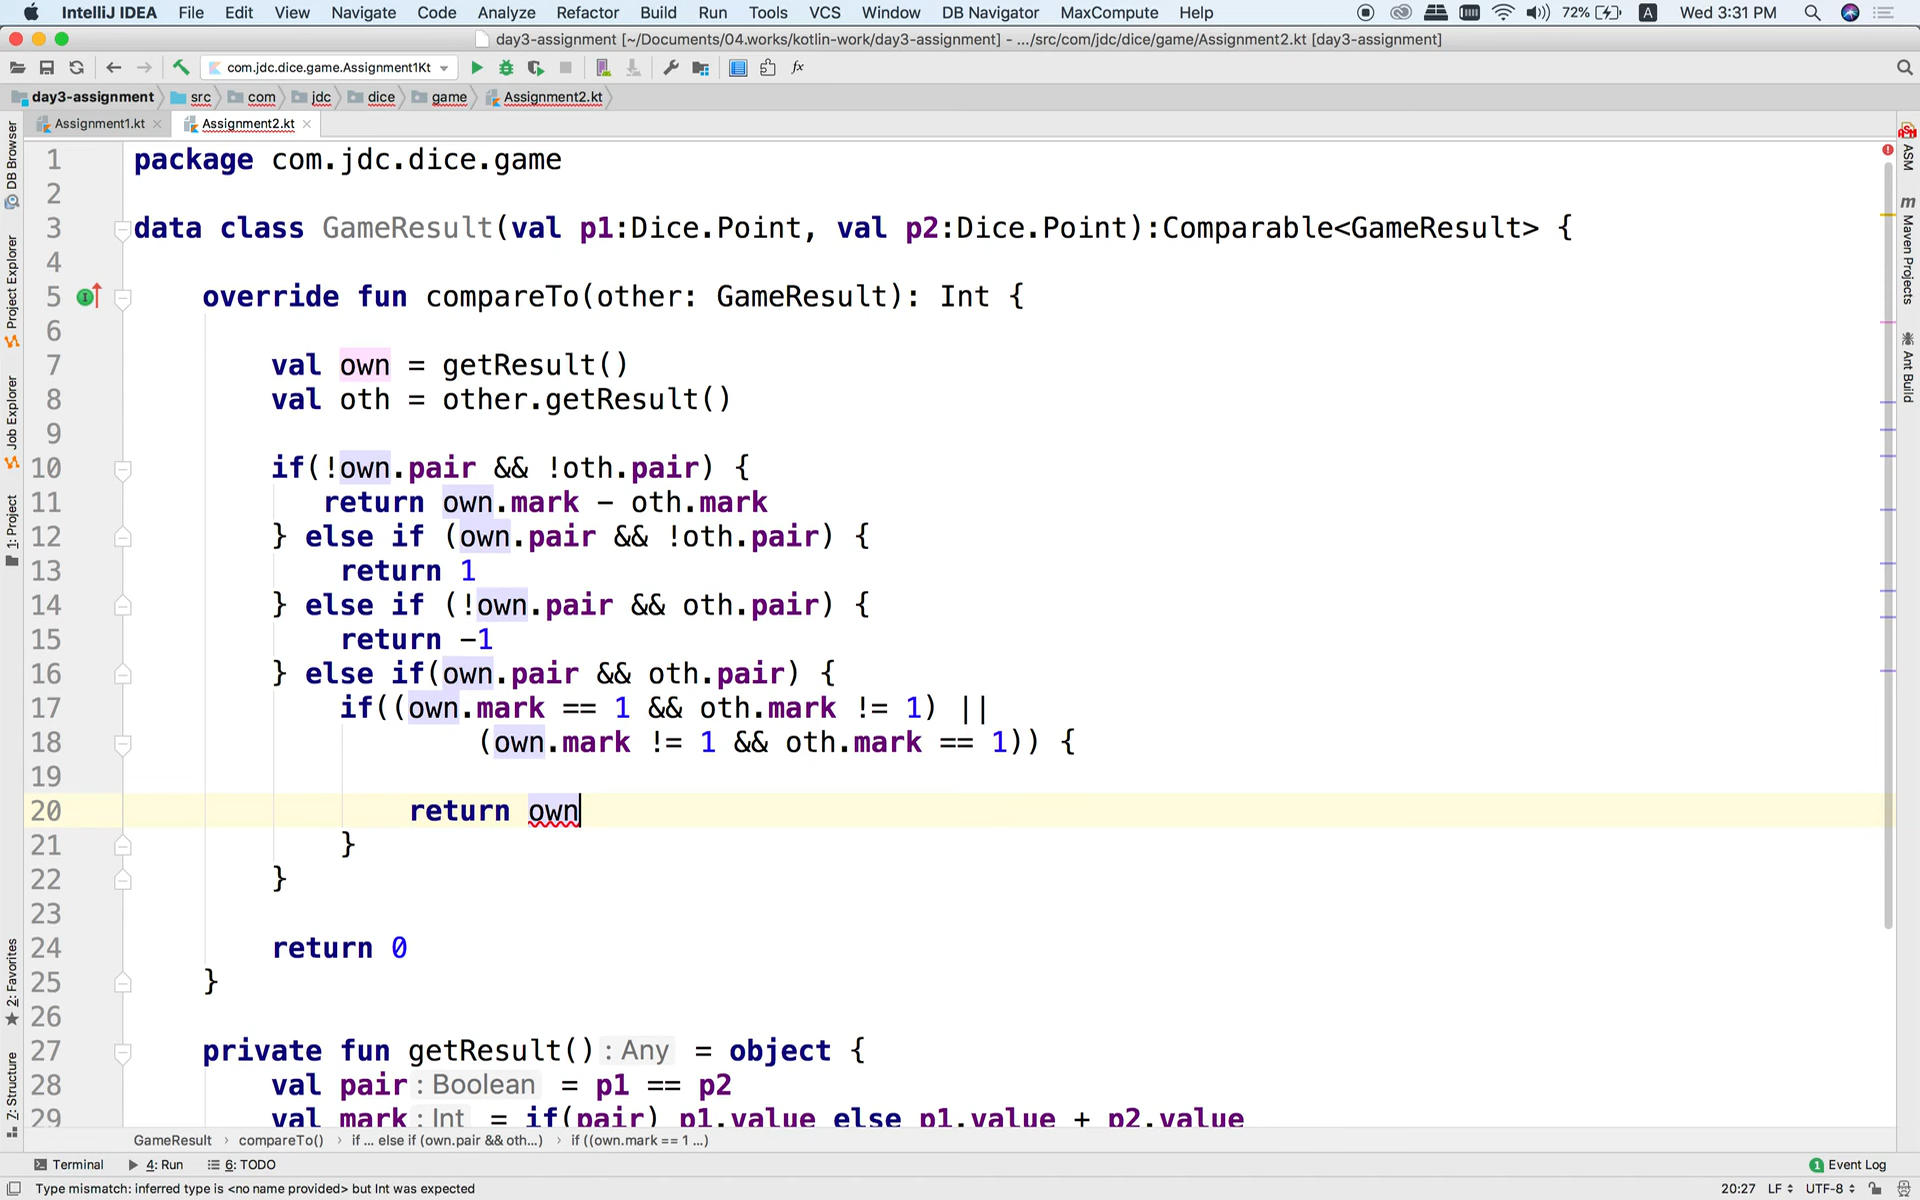 IntelliJ IDEA File Edit View Navigate Code Analyze Refactor Build Run Tools VCS Window DB Navigator MaxCompute Help 72% A Wed 3:31 PM
day3-assignment [~/Documents/04.works/kotlin-work/day3-assignment] - .../src/com/jdc/dice/game/Assignment2.kt [day3-assignment]
com.jdc.dice.game.Assignment1Kt
day3-assignment src com jdc dice game Assignment2.kt
Assignment1.kt Assignment2.kt
DB Browser
Project Explorer
Job Explorer
1: Project
2: Favorites
Z: Structure
ASM
Maven Projects
Ant Build
1 package com.jdc.dice.game
2
3 data class GameResult(val p1:Dice.Point, val p2:Dice.Point):Comparable<GameResult> {
4
5 override fun compareTo(other: GameResult): Int {
6
7 val own = getResult()
8 val oth = other.getResult()
9
10 if(!own.pair && !oth.pair) {
11 return own.mark - oth.mark
12 } else if (own.pair && !oth.pair) {
13 return 1
14 } else if (!own.pair && oth.pair) {
15 return -1
16 } else if(own.pair && oth.pair) {
17 if((own.mark == 1 && oth.mark != 1) ||
18 (own.mark != 1 && oth.mark == 1)) {
19
20 return own
21 }
22 }
23
24 return 0
25 }
26
27 private fun getResult() : Any = object {
28 val pair : Boolean = p1 == p2
29 val mark : Int = if(pair) p1.value else p1.value + p2.value
GameResult › compareTo() › if ... else if (own.pair && oth...) › if ((own.mark == 1 ...)
Terminal 4: Run 6: TODO 1 Event Log
Type mismatch: inferred type is <no name provided> but Int was expected 20:27 LF UTF-8